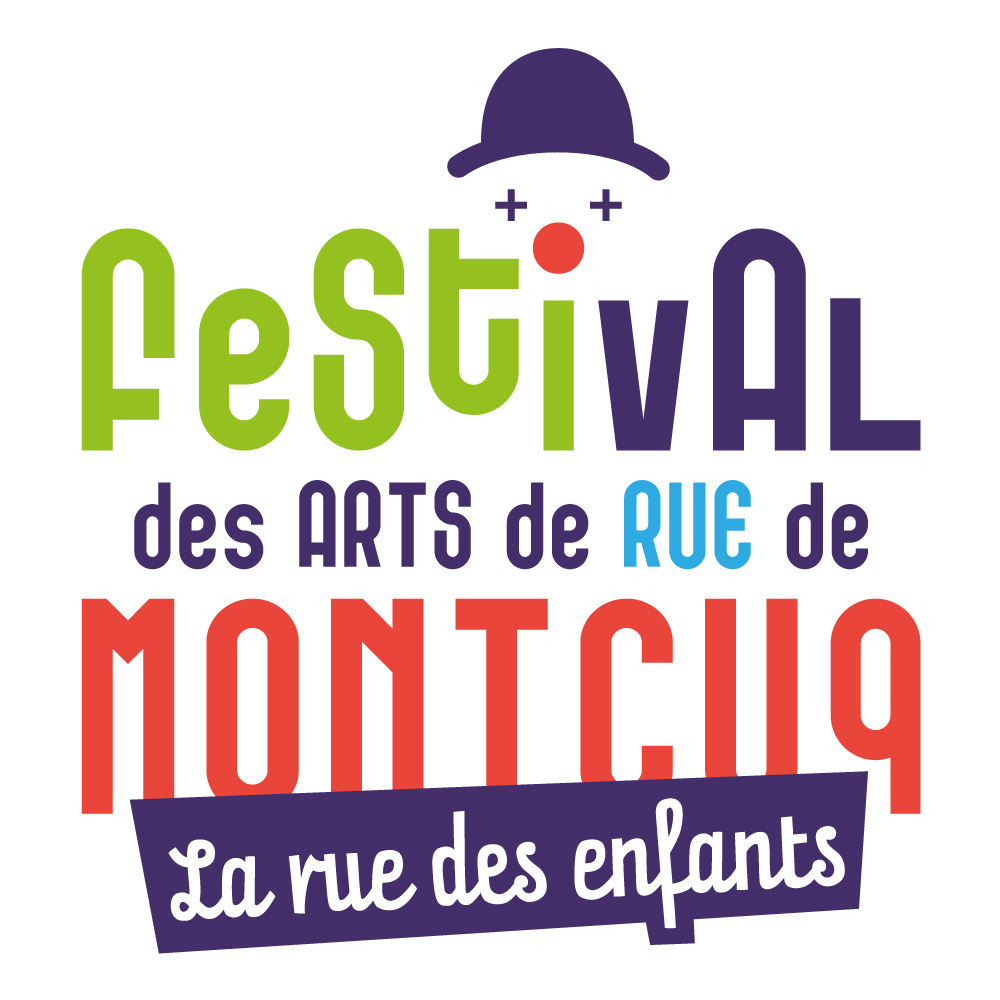 FeStiVAL
des ARTS de RUE de
MONTCUq
La rue des enfants